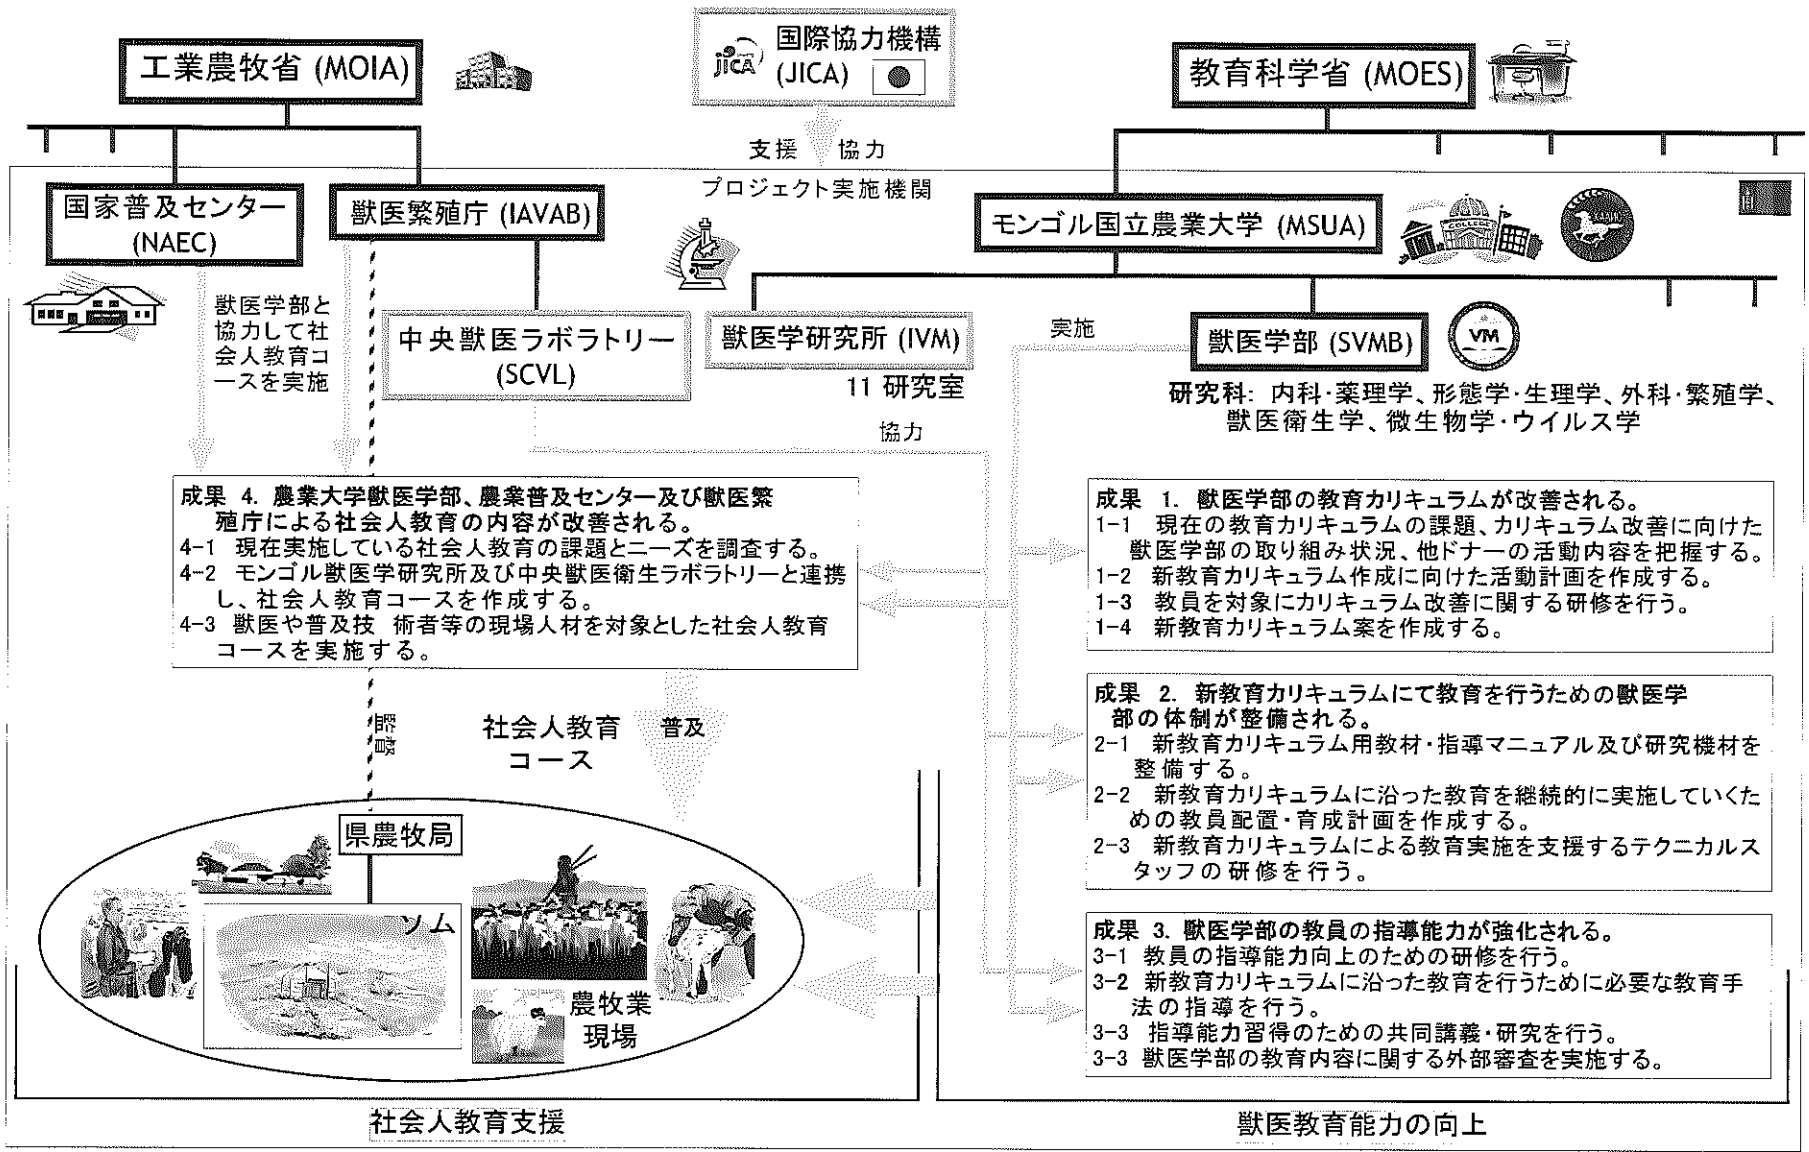 工業農牧省 (MOIA)
JICA
国際協力機構
(JICA)
教育科学省 (MOES)
支援 協力
プロジェクト実施機関
国家普及センター
(NAEC)
獣医繁殖庁 (IAVAB)
モンゴル国立農業大学 (MSUA)
COLLEGE
獣医学部と
協力して社
会人教育コ
ースを実施
中央獣医ラボラトリー
(SCVL)
獣医学研究所 (IVM)
11 研究室
実施
獣医学部 (SVMB)
VM
研究科: 内科・薬理学、形態学・生理学、外科・繁殖学、
獣医衛生学、微生物学・ウイルス学
協力
成果 4. 農業大学獣医学部、農業普及センター及び獣医繁
殖庁による社会人教育の内容が改善される。
4-1 現在実施している社会人教育の課題とニーズを調査する。
4-2 モンゴル獣医学研究所及び中央獣医衛生ラボラトリーと連携
し、社会人教育コースを作成する。
4-3 獣医や普及技 術者等の現場人材を対象とした社会人教育
コースを実施する。
成果 1. 獣医学部の教育カリキュラムが改善される。
1-1 現在の教育カリキュラムの課題、カリキュラム改善に向けた
獣医学部の取り組み状況、他ドナーの活動内容を把握する。
1-2 新教育カリキュラム作成に向けた活動計画を作成する。
1-3 教員を対象にカリキュラム改善に関する研修を行う。
1-4 新教育カリキュラム案を作成する。
成果 2. 新教育カリキュラムにて教育を行うための獣医学
部の体制が整備される。
2-1 新教育カリキュラム用教材・指導マニュアル及び研究機材を
整備する。
2-2 新教育カリキュラムに沿った教育を継続的に実施していくた
めの教員配置・育成計画を作成する。
2-3 新教育カリキュラムによる教育実施を支援するテクニカルス
タッフの研修を行う。
成果 3. 獣医学部の教員の指導能力が強化される。
3-1 教員の指導能力向上のための研修を行う。
3-2 新教育カリキュラムに沿った教育を行うために必要な教育手
法の指導を行う。
3-3 指導能力習得のための共同講義・研究を行う。
3-3 獣医学部の教育内容に関する外部審査を実施する。
監督
社会人教育
コース
普及
県農牧局
ソム
農牧業
現場
社会人教育支援
獣医教育能力の向上